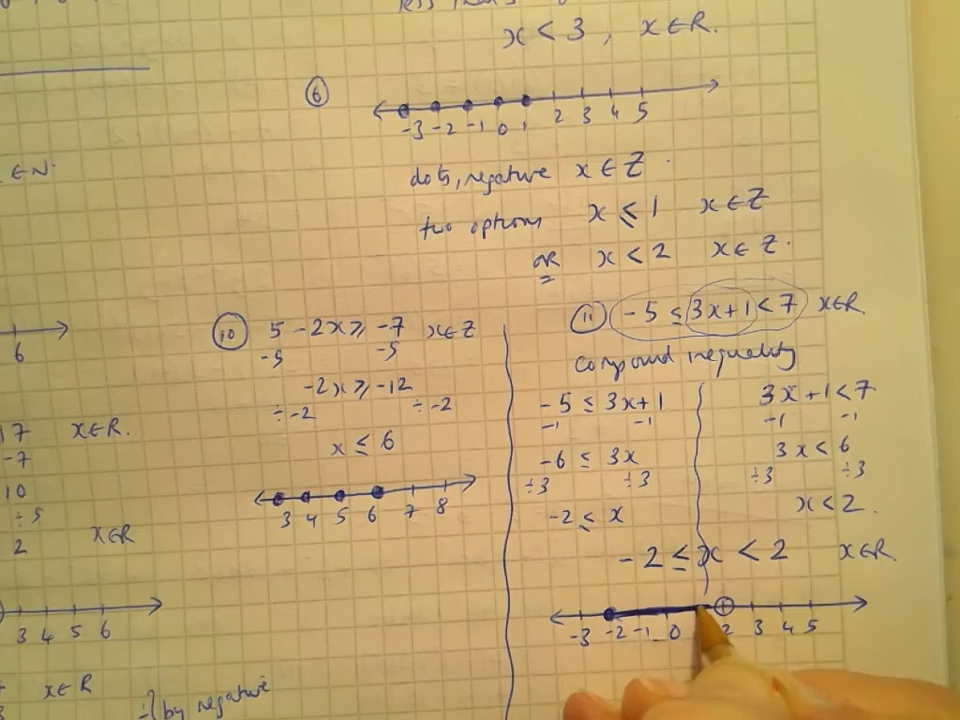 less than
x < 3 , x ∈ R.
⑥
-3 -2 -1 0 1 2 3 4 5
dots, negative x ∈ Z.
two options x ≤ 1 x ∈ Z
OR x < 2 x ∈ Z.
∈ N.
6
17 x ∈ R.
-7
10
÷5
2 x ∈ R
3 4 5 6
x ∈ R
÷ by negative
⑩ 5 - 2x ≥ -7 x ∈ Z
-5 -5
-2x ≥ -12
÷-2 ÷-2
x ≤ 6
3 4 5 6 7 8
⑪ -5 ≤ 3x+1 < 7 x ∈ R.
compound inequality
-5 ≤ 3x+1
-1 -1
-6 ≤ 3x
÷3 ÷3
-2 ≤ x
3x+1 < 7
-1 -1
3x < 6
÷3 ÷3
x < 2.
-2 ≤ x < 2 x ∈ R.
-3 -2 -1 0 2 3 4 5